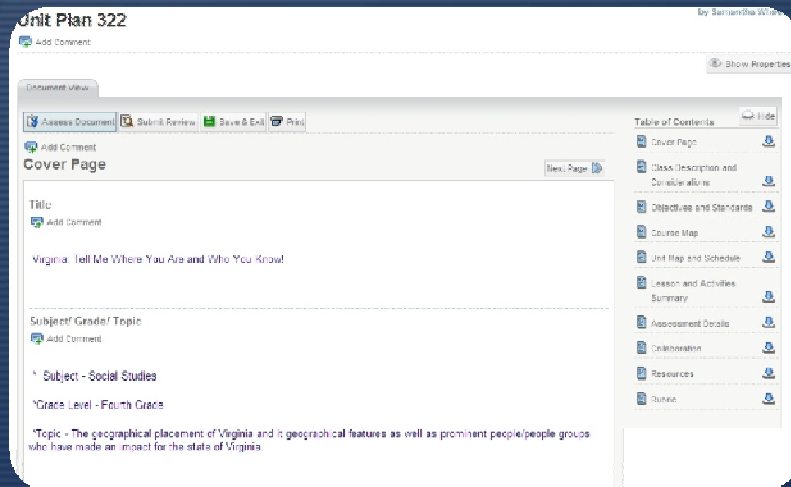 Unit Plan 322
by Samantha
Add Comment
Show Properties
Document View
Assess Document Submit Review Save & Exit Print
Add Comment
Cover Page
Next Page
Title
Add Comment
Virginia: Tell Me Where You Are and Who You Know!
Subject/ Grade/ Topic
Add Comment
* Subject - Social Studies
*Grade Level - Fourth Grade
*Topic - The geographical placement of Virginia and it geographical features as well as prominent people/people groups
who have made an impact for the state of Virginia.
Table of Contents
Hide
Cover Page
Class Description and
Considerations
Objectives and Standards
Course Map
Unit Map and Schedule
Lesson and Activities
Summary
Assessment Details
Collaboration
Resources
Rubric